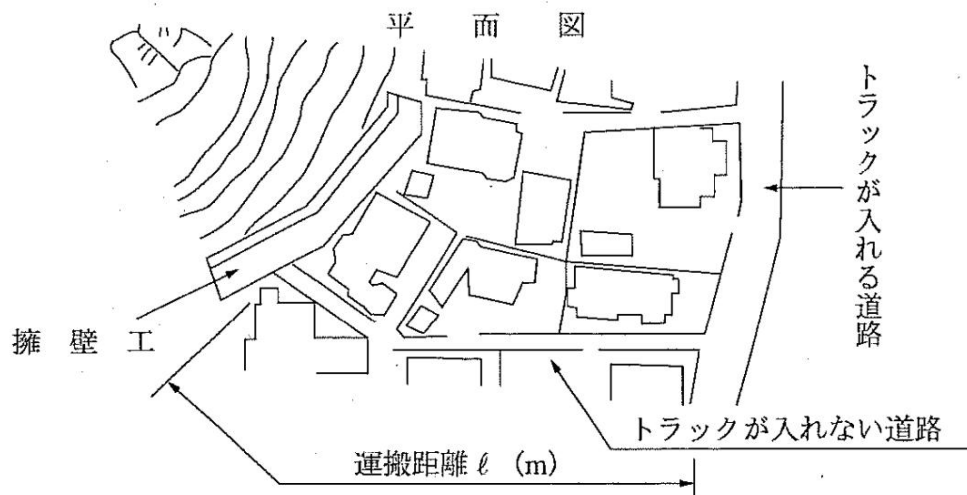 平面図
トラックが入れる道路
擁壁工
トラックが入れない道路
運搬距離 ℓ (m)